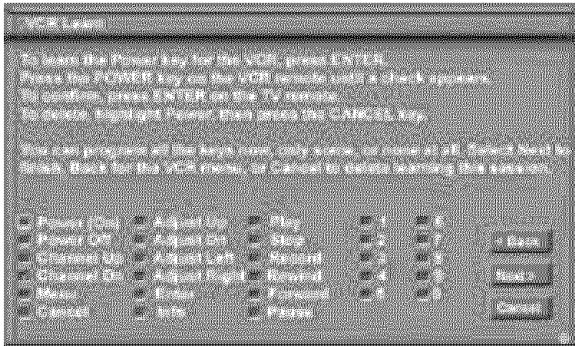 VCR Learn
To learn the Power key for the VCR, press ENTER.
Press the POWER key on the VCR remote until a check appears.
To confirm, press ENTER on the TV remote.
To delete, highlight Power, then press the CANCEL key.
You can program all the keys now, only some, or none at all. Select Next to
finish, Back for the VCR menu, or Cancel to delete learning this session.
Power (On) Adjust Up Play 1 6
Power Off Adjust Dn Stop 2 7 < Back
Channel Up Adjust Left Record 3
Channel Dn Adjust Right Rewind 4 Next >
Menu Enter Forward 5
Cancel Info Pause Cancel